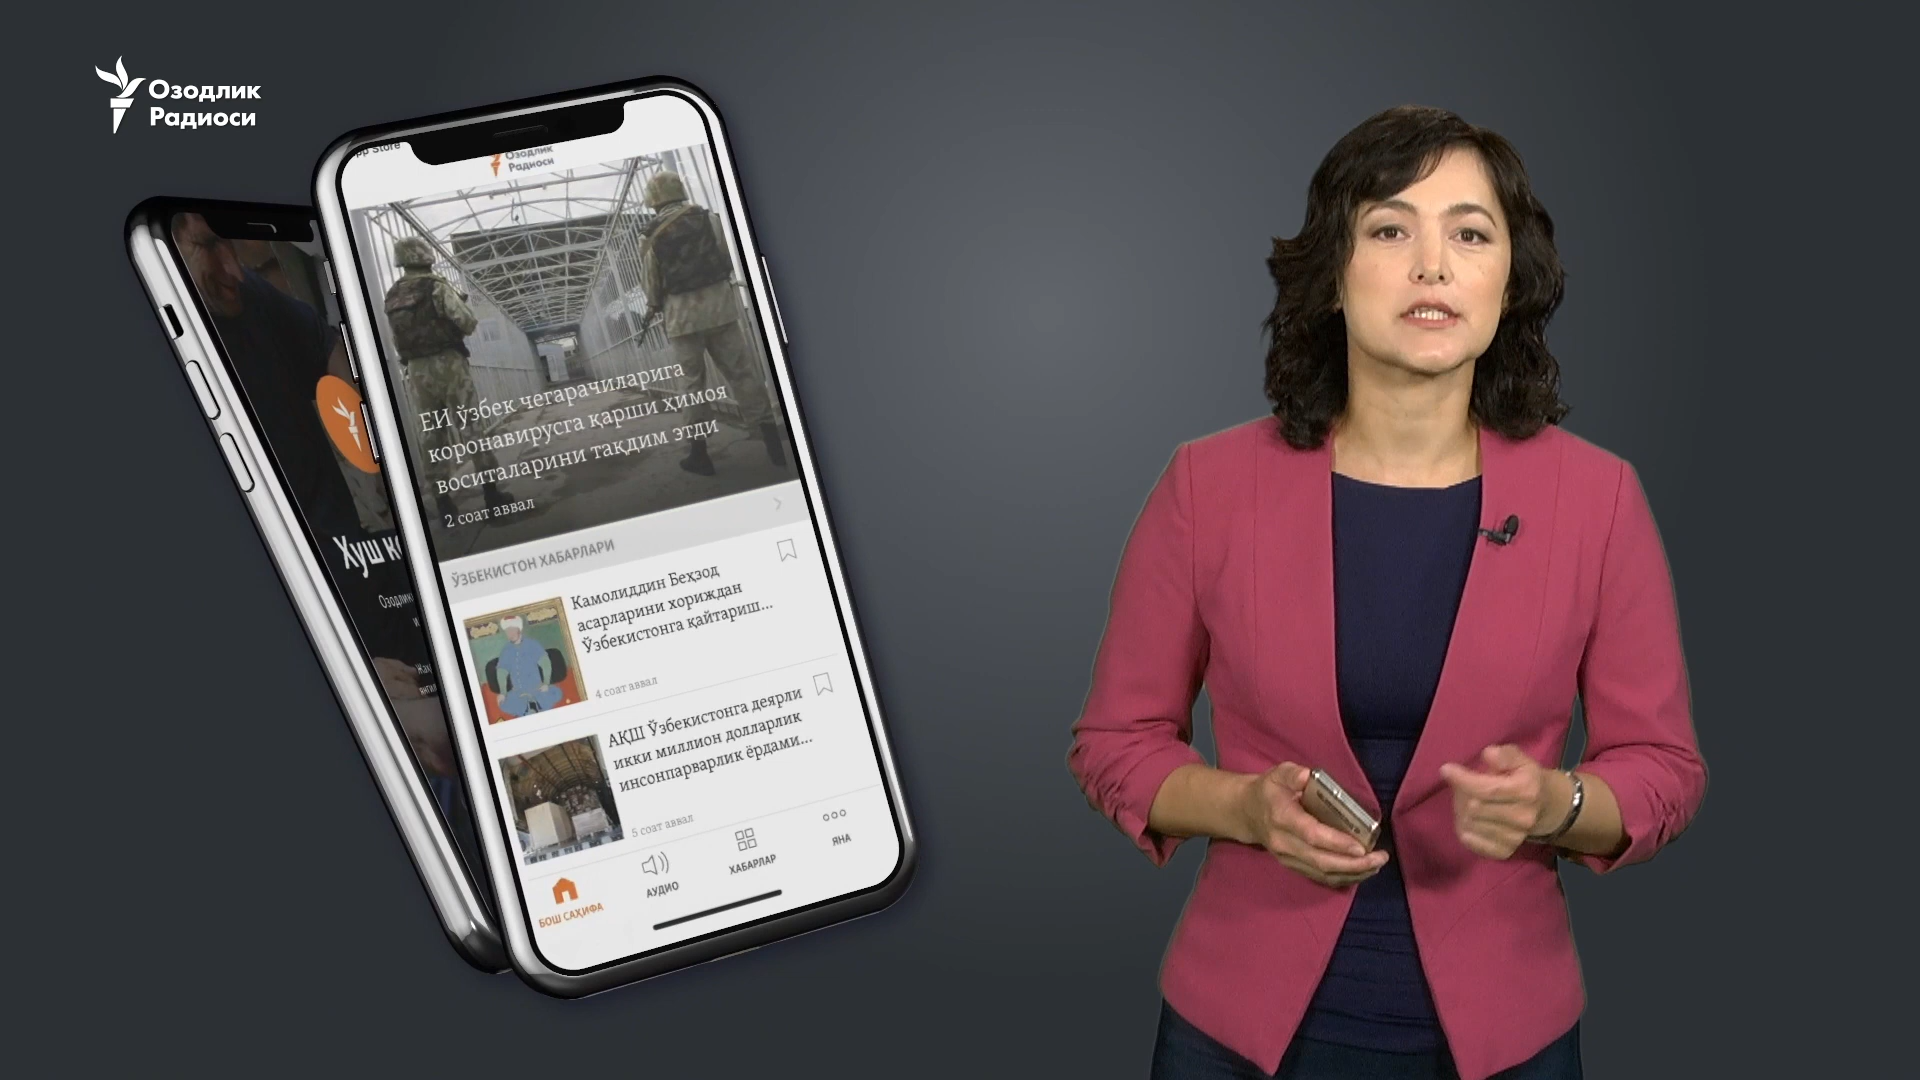 Озодлик
Радиоси
App Store
Озодлик
Радиоси
ЕИ ўзбек чегарачиларига
коронавирусга қарши ҳимоя
воситаларини тақдим этди
2 соат аввал
ЎЗБЕКИСТОН ХАБАРЛАРИ
Камолиддин Беҳзод
асарларини хориждан
Ўзбекистонга қайтариш...
4 соат аввал
АҚШ Ўзбекистонга деярли
икки миллион долларлик
инсонпарварлик ёрдами...
5 соат аввал
БОШ САҲИФА
АУДИО
ХАБАРЛАР
ЯНА
Хуш